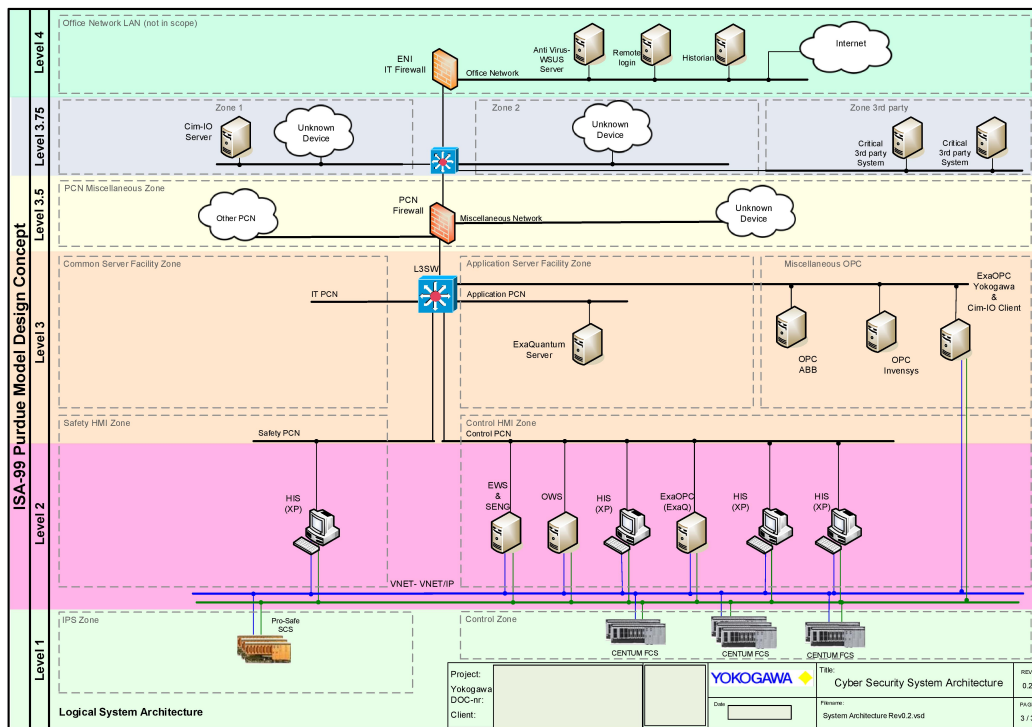 ISA-99 Purdue Model Design Concept
Level 4
Office Network LAN (not in scope)
ENI
IT Firewall
Office Network
Anti Virus-
WSUS
Server
Remote
login
Historian
Internet
Level 3.75
Zone 1
Cim-IO
Server
Unknown
Device
Zone 2
Unknown
Device
Zone 3rd party
Critical
3rd party
System
Critical
3rd party
System
Level 3.5
PCN Miscellaneous Zone
Other PCN
PCN
Firewall
Miscellaneous Network
Unknown
Device
Level 3
Common Server Facility Zone
L3SW
IT PCN
Application Server Facility Zone
Application PCN
ExaQuantum
Server
Miscellaneous OPC
ExaOPC
Yokogawa
&
Cim-IO Client
OPC
ABB
OPC
Invensys
Safety HMI Zone
Safety PCN
Control HMI Zone
Control PCN
Level 2
HIS
(XP)
EWS
&
SENG
OWS
HIS
(XP)
ExaOPC
(ExaQ)
HIS
(XP)
HIS
(XP)
VNET- VNET/IP
Level 1
IPS Zone
Pro-Safe
SCS
Control Zone
CENTUM FCS
CENTUM FCS
CENTUM FCS
Logical System Architecture
Project:
Yokogawa
DOC-nr:
Client:
YOKOGAWA
Date
Title:
Cyber Security System Architecture
Filename:
System Architecture Rev0.2.vsd
REV
0.2
3 /